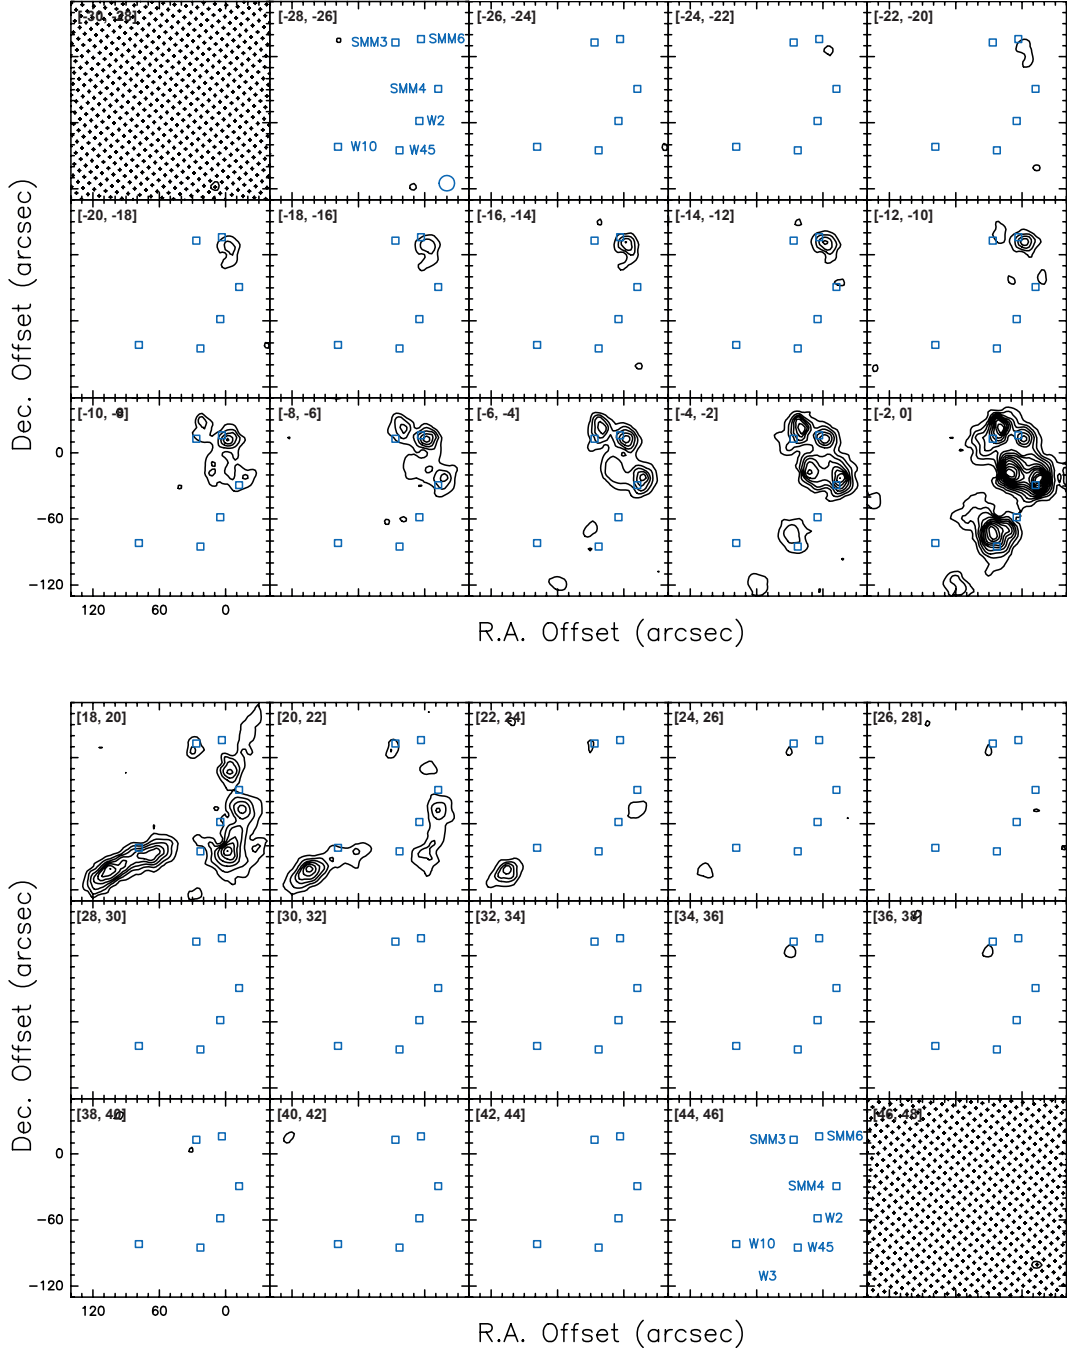 [-30, -28] [-28, -26] [-26, -24] [-24, -22] [-22, -20]
SMM3 SMM6
SMM4
W2
W10 W45
[-20, -18] [-18, -16] [-16, -14] [-14, -12] [-12, -10]
[-10, -8] [-8, -6] [-6, -4] [-4, -2] [-2, 0]
0
−60
−120
120 60 0
Dec. Offset (arcsec)
R.A. Offset (arcsec)
[18, 20] [20, 22] [22, 24] [24, 26] [26, 28]
[28, 30] [30, 32] [32, 34] [34, 36] [36, 38]
[38, 40] [40, 42] [42, 44] [44, 46] [46, 48]
SMM3 SMM6
SMM4
W2
W10 W45
W3
0
−60
−120
120 60 0
Dec. Offset (arcsec)
R.A. Offset (arcsec)